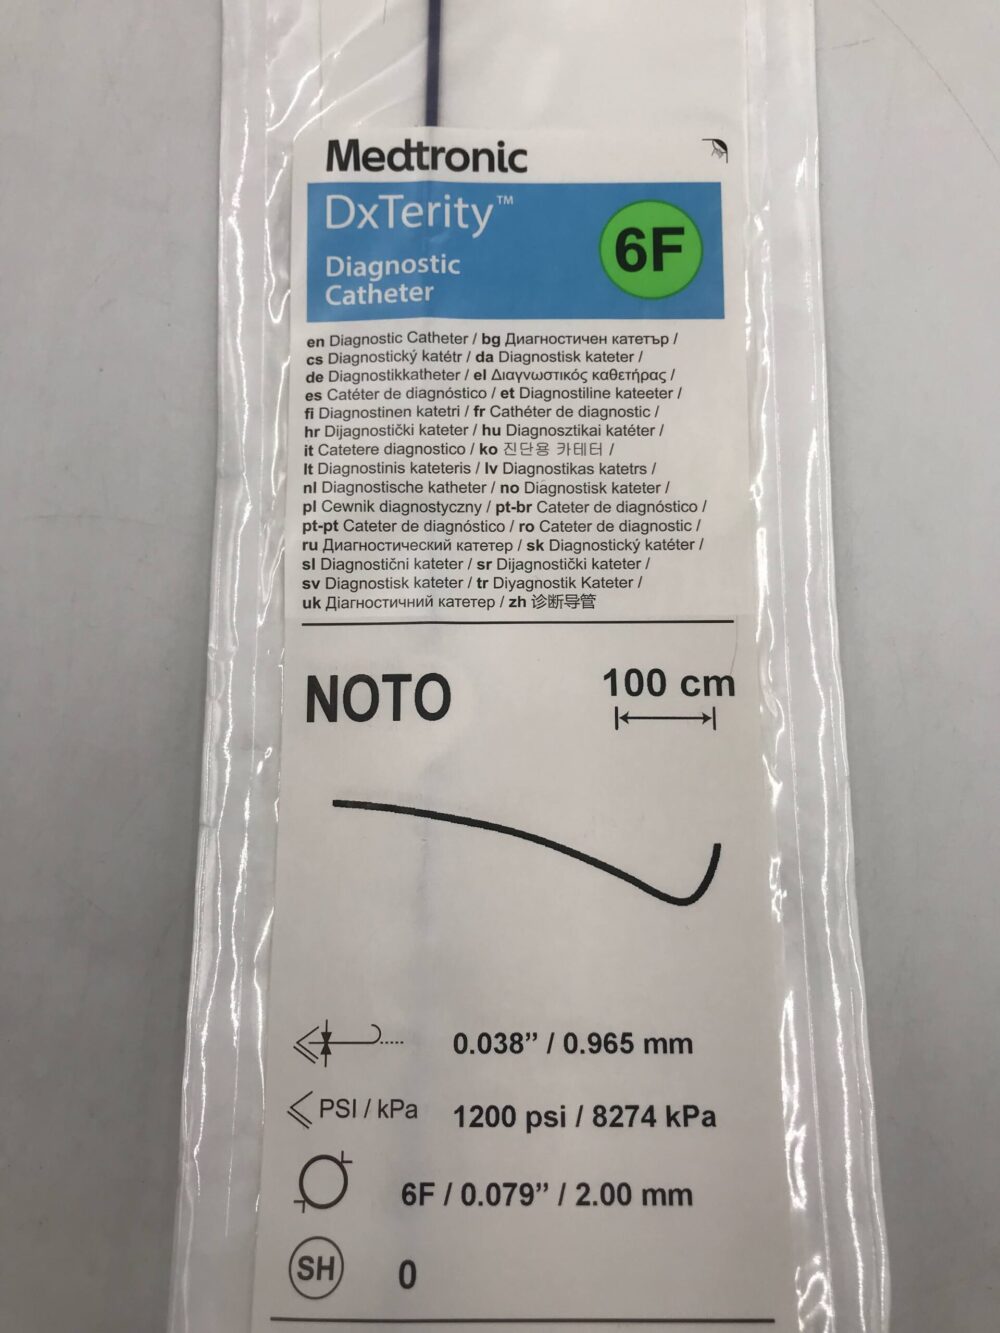 Medtronic
DxTerity™
Diagnostic
Catheter
6F
en Diagnostic Catheter / bg Диагностичен катетър /
cs Diagnostický katétr / da Diagnostisk kateter /
de Diagnostikkatheter / el Διαγνωστικός καθετήρας /
es Catéter de diagnóstico / et Diagnostiline kateeter /
fi Diagnostinen katetri / fr Cathéter de diagnostic /
hr Dijagnostički kateter / hu Diagnosztikai katéter /
it Catetere diagnostico / ko 진단용 카테터 /
lt Diagnostinis kateteris / lv Diagnostikas katetrs /
nl Diagnostische katheter / no Diagnostisk kateter /
pl Cewnik diagnostyczny / pt-br Cateter de diagnóstico /
pt-pt Cateter de diagnóstico / ro Cateter de diagnostic /
ru Диагностический катетер / sk Diagnostický katéter /
sl Diagnostični kateter / sr Dijagnostički kateter /
sv Diagnostisk kateter / tr Diyagnostik Kateter /
uk Діагностичний катетер / zh 诊断导管
NOTO
100 cm
0.038” / 0.965 mm
PSI / kPa 1200 psi / 8274 kPa
6F / 0.079” / 2.00 mm
SH 0